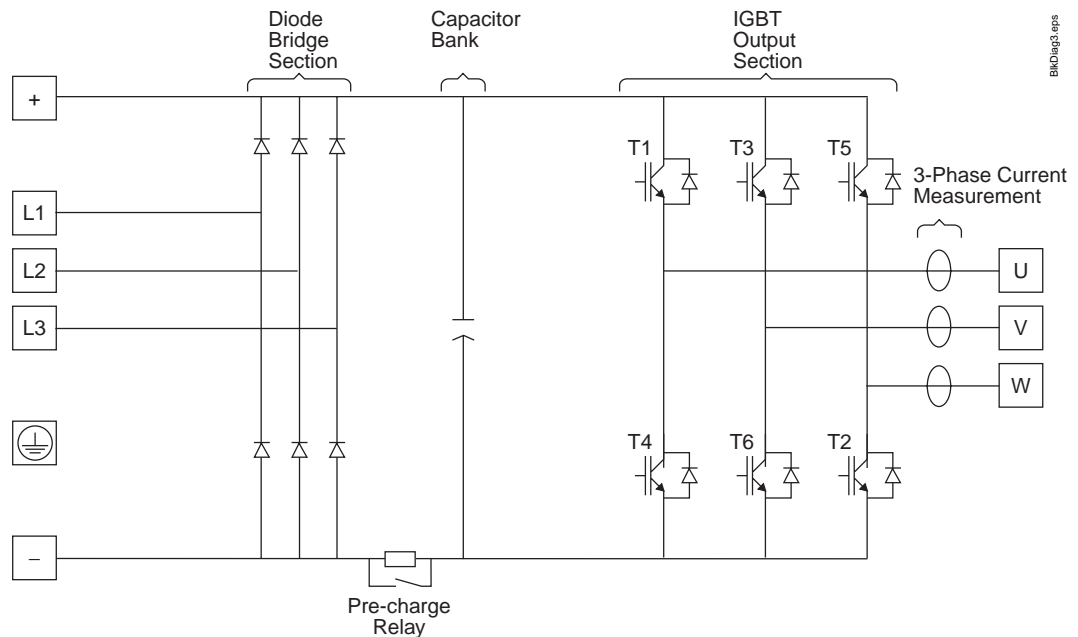 Diode
Bridge
Section
Capacitor
Bank
IGBT
Output
Section
BlkDiag3.eps
+
T1
T3
T5
3-Phase Current
Measurement
L1
L2
U
L3
V
W
T4
T6
T2
–
Pre-charge
Relay